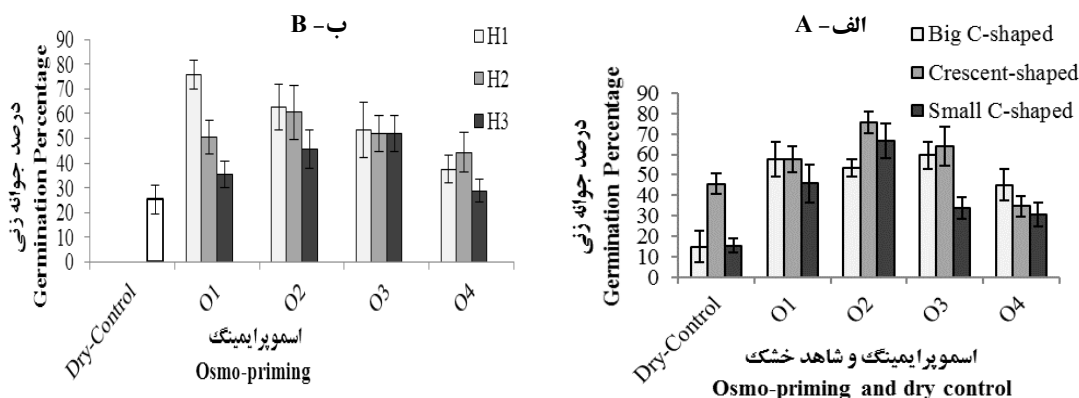 ب- B
H1
H2
H3
90
80
70
60
50
40
30
20
10
0
درصد جوانه زنی
Germination Percentage
Dry-Control
O1
O2
O3
O4
اسموپرایمینگ
Osmo-priming
الف- A
Big C-shaped
Crescent-shaped
Small C-shaped
90
80
70
60
50
40
30
20
10
0
درصد جوانه زنی
Germination Percentage
Dry-Control
O1
O2
O3
O4
اسموپرایمینگ و شاهد خشک
Osmo-priming and dry control